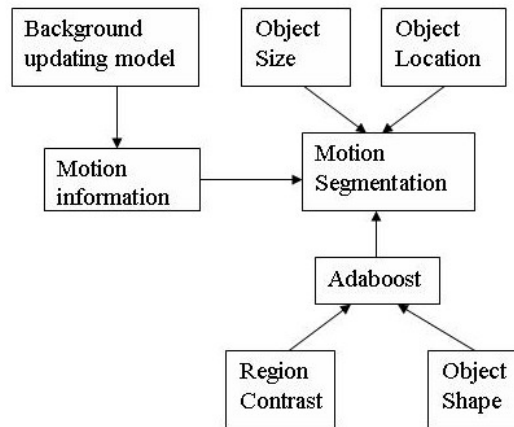 Background
updating model
Object
Size
Object
Location
Motion
information
Motion
Segmentation
Adaboost
Region
Contrast
Object
Shape